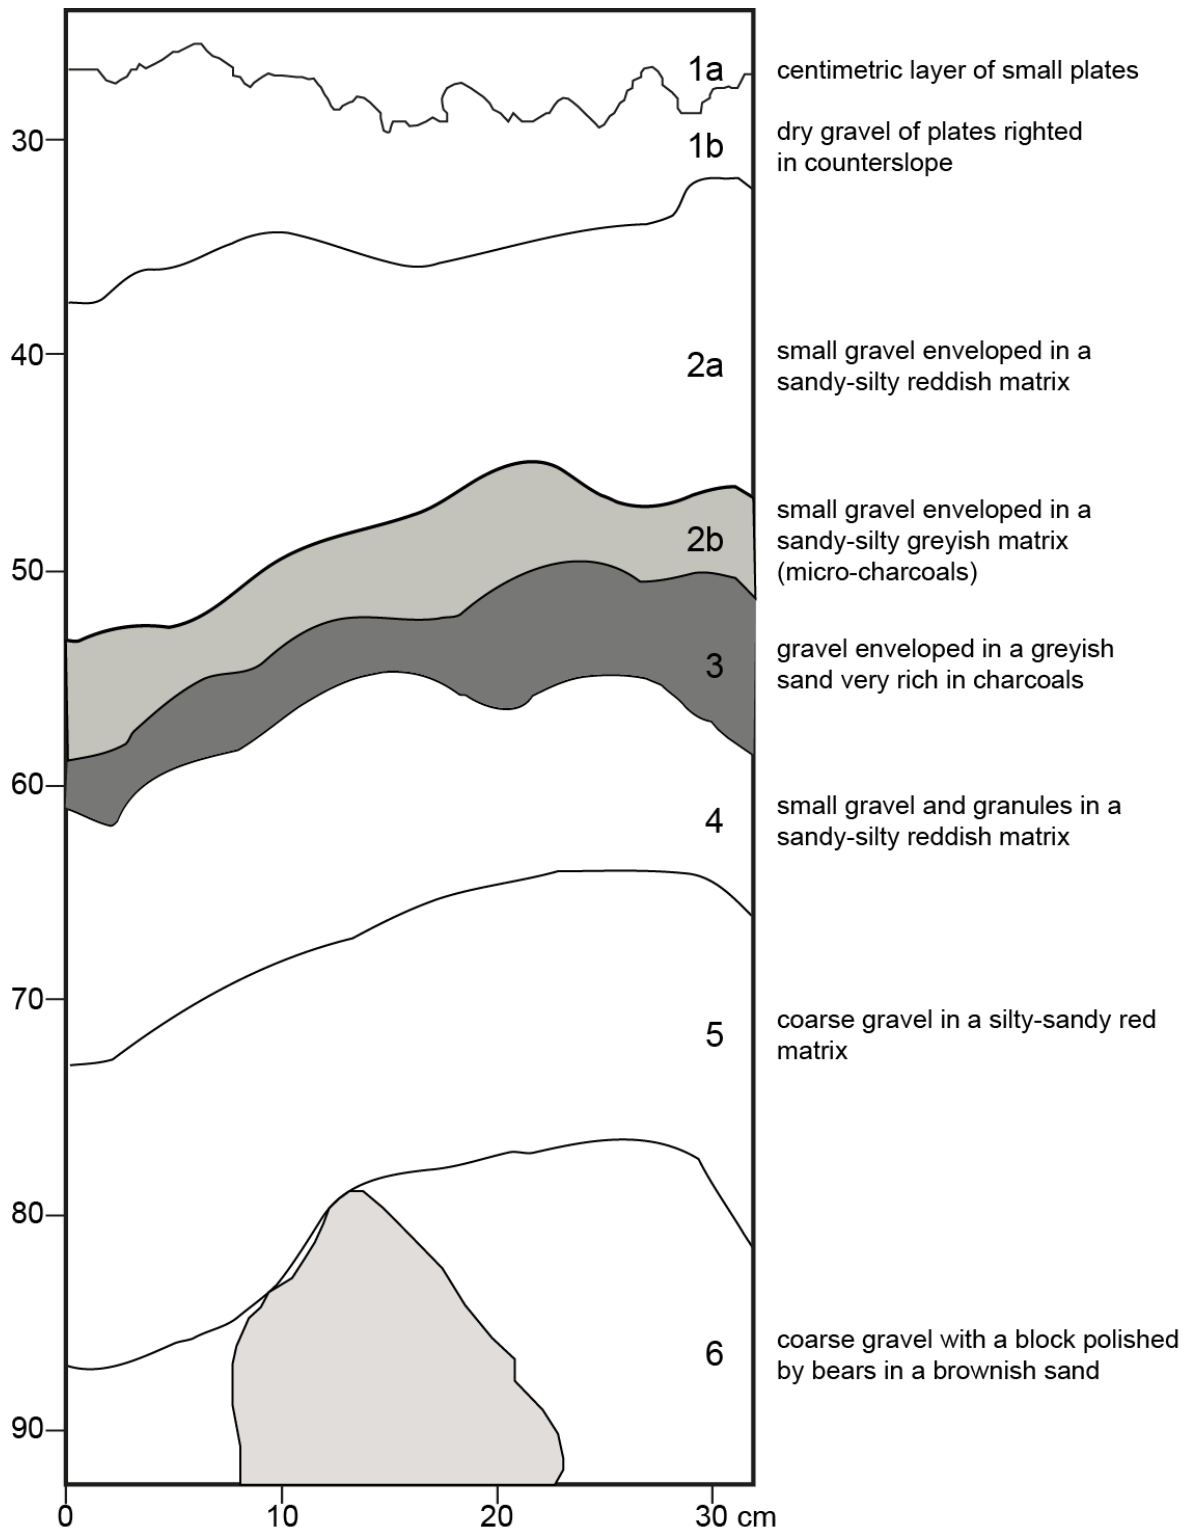 1a
centimetric layer of small plates
30
1b
dry gravel of plates righted
in counterslope
40
2a
small gravel enveloped in a
sandy-silty reddish matrix
50
2b
small gravel enveloped in a
sandy-silty greyish matrix
(micro-charcoals)
3
gravel enveloped in a greyish
sand very rich in charcoals
60
4
small gravel and granules in a
sandy-silty reddish matrix
70
5
coarse gravel in a silty-sandy red
matrix
80
6
coarse gravel with a block polished
by bears in a brownish sand
90
0 10 20 30 cm